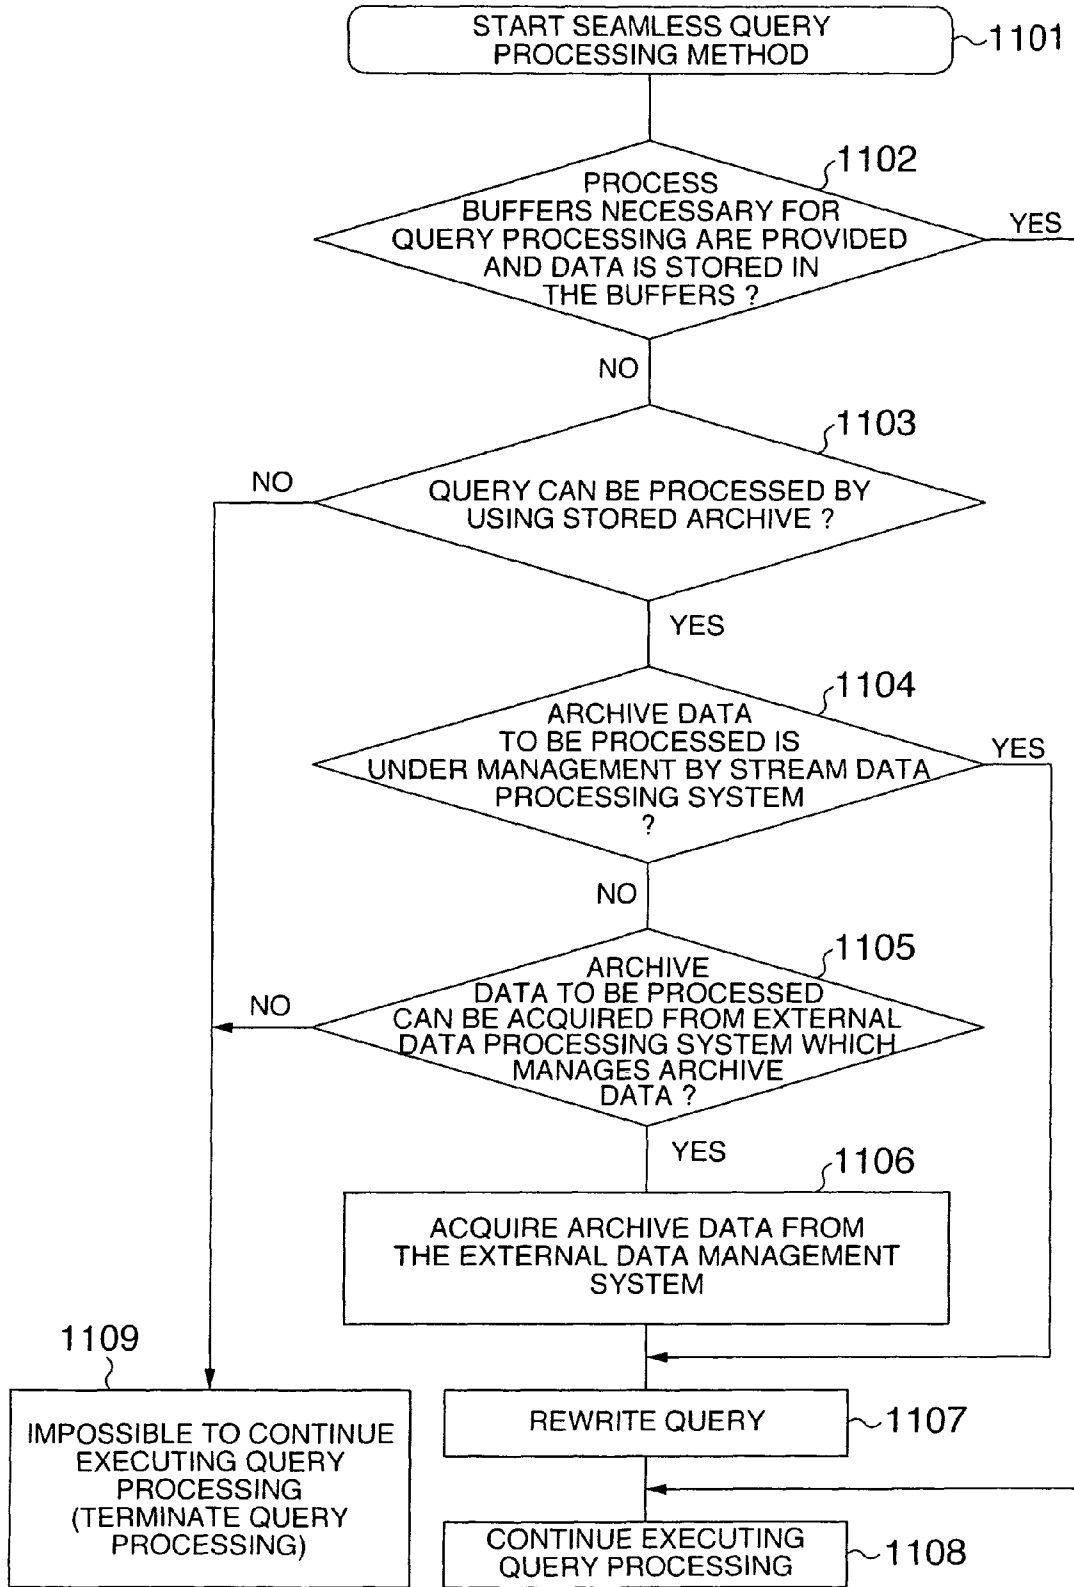 START SEAMLESS QUERY
PROCESSING METHOD
1101
1102
PROCESS
BUFFERS NECESSARY FOR
QUERY PROCESSING ARE PROVIDED
AND DATA IS STORED IN
THE BUFFERS ?
YES
NO
1103
NO
QUERY CAN BE PROCESSED BY
USING STORED ARCHIVE ?
YES
1104
ARCHIVE DATA
TO BE PROCESSED IS
UNDER MANAGEMENT BY STREAM DATA
PROCESSING SYSTEM
?
YES
NO
1105
ARCHIVE
DATA TO BE PROCESSED
CAN BE ACQUIRED FROM EXTERNAL
DATA PROCESSING SYSTEM WHICH
MANAGES ARCHIVE
DATA ?
NO
YES
1106
ACQUIRE ARCHIVE DATA FROM
THE EXTERNAL DATA MANAGEMENT
SYSTEM
1109
IMPOSSIBLE TO CONTINUE
EXECUTING QUERY
PROCESSING
(TERMINATE QUERY
PROCESSING)
REWRITE QUERY
1107
CONTINUE EXECUTING
QUERY PROCESSING
1108